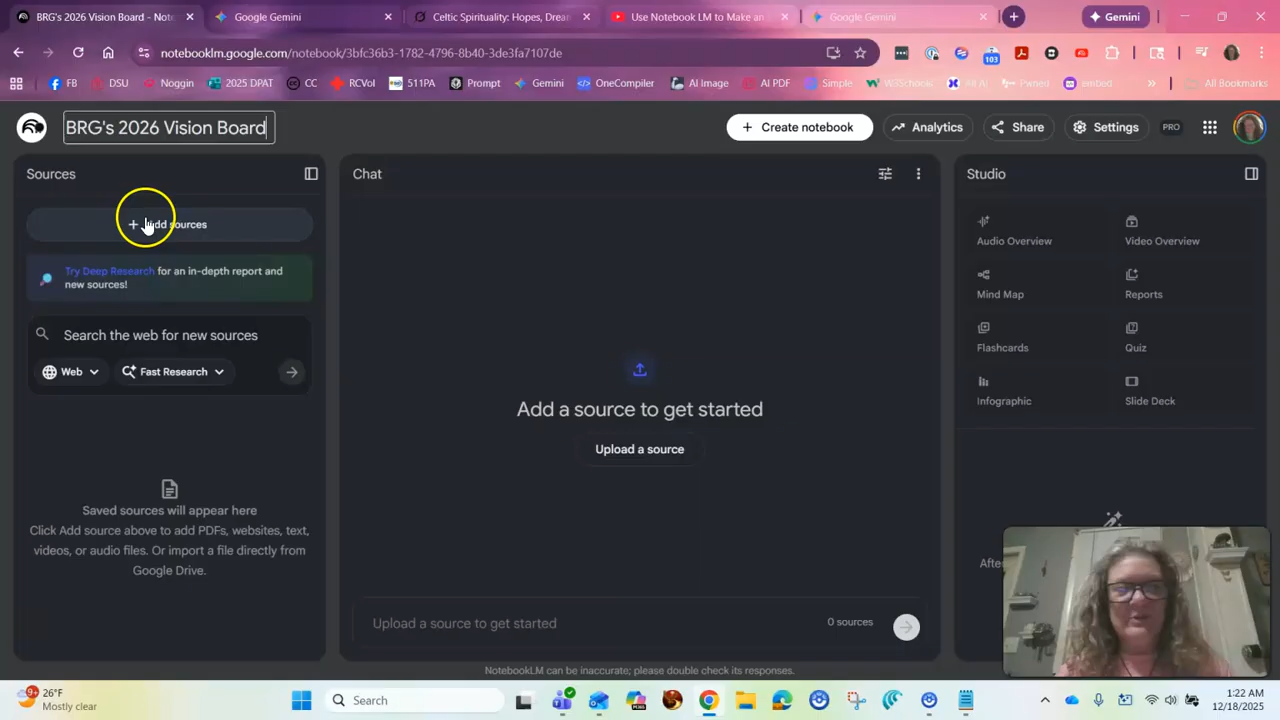 BRG's 2026 Vision Board - Not
Google Gemini
Celtic Spirituality: Hopes, Drea
Use Notebook LM to Make an
Google Gemini
Gemini
notebooklm.google.com/notebook/3bfc36b3-1782-4796-8b40-3de3fa7107de
103
FB
DSU
Noggin
2025 DPAT
CC
RCVol
511PA
Prompt
Gemini
OneCompiler
AI Image
AI PDF
Simple
W3Schools
All AI
Pwned
embed
All Bookmarks
BRG's 2026 Vision Board
Create notebook
Analytics
Share
Settings
PRO
Sources
+ Add sources
Try Deep Research for an in-depth report and
new sources!
Search the web for new sources
Web
Fast Research
Saved sources will appear here
Click Add source above to add PDFs, websites, text,
videos, or audio files. Or import a file directly from
Google Drive.
Chat
Add a source to get started
Upload a source
Upload a source to get started
0 sources
NotebookLM can be inaccurate; please double check its responses.
Studio
Audio Overview
Video Overview
Mind Map
Reports
Flashcards
Quiz
Infographic
Slide Deck
9+
26°F
Mostly clear
Search
1:22 AM
12/18/2025